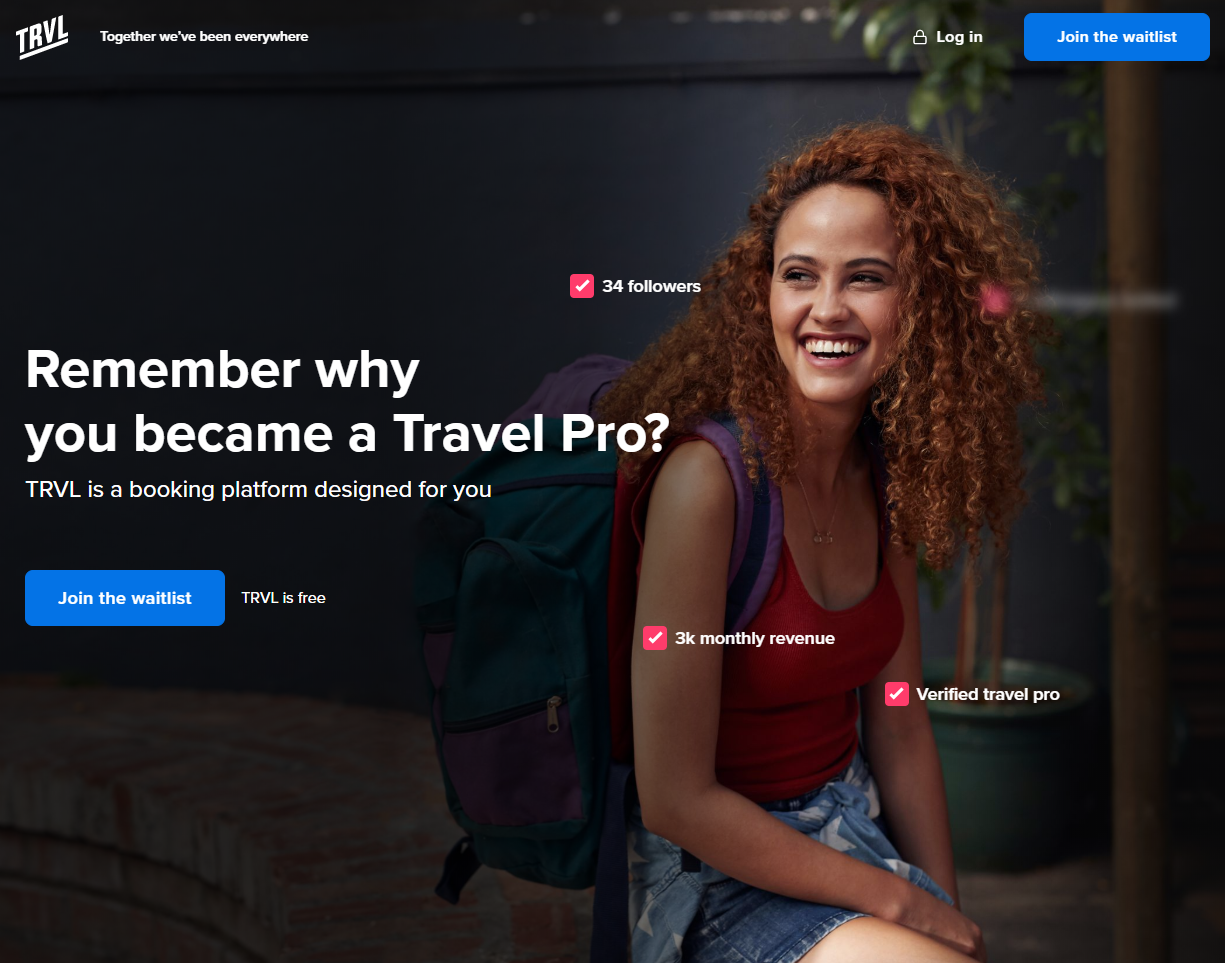 TRVL
Together we've been everywhere
Log in
Join the waitlist
34 followers
Remember why
you became a Travel Pro?
TRVL is a booking platform designed for you
Join the waitlist
TRVL is free
3k monthly revenue
Verified travel pro